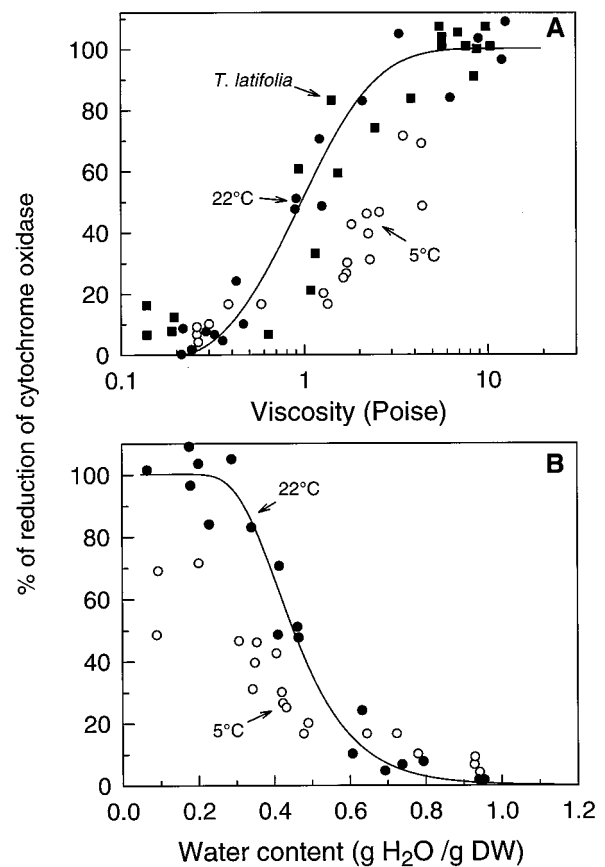 % of reduction of cytochrome oxidase
A
100
80
60
40
20
0
T. latifolia
22°C
5°C
0.1
1
10
Viscosity (Poise)
B
100
80
60
40
20
0
22°C
5°C
0.0
0.2
0.4
0.6
0.8
1.0
1.2
Water content (g H₂O /g DW)